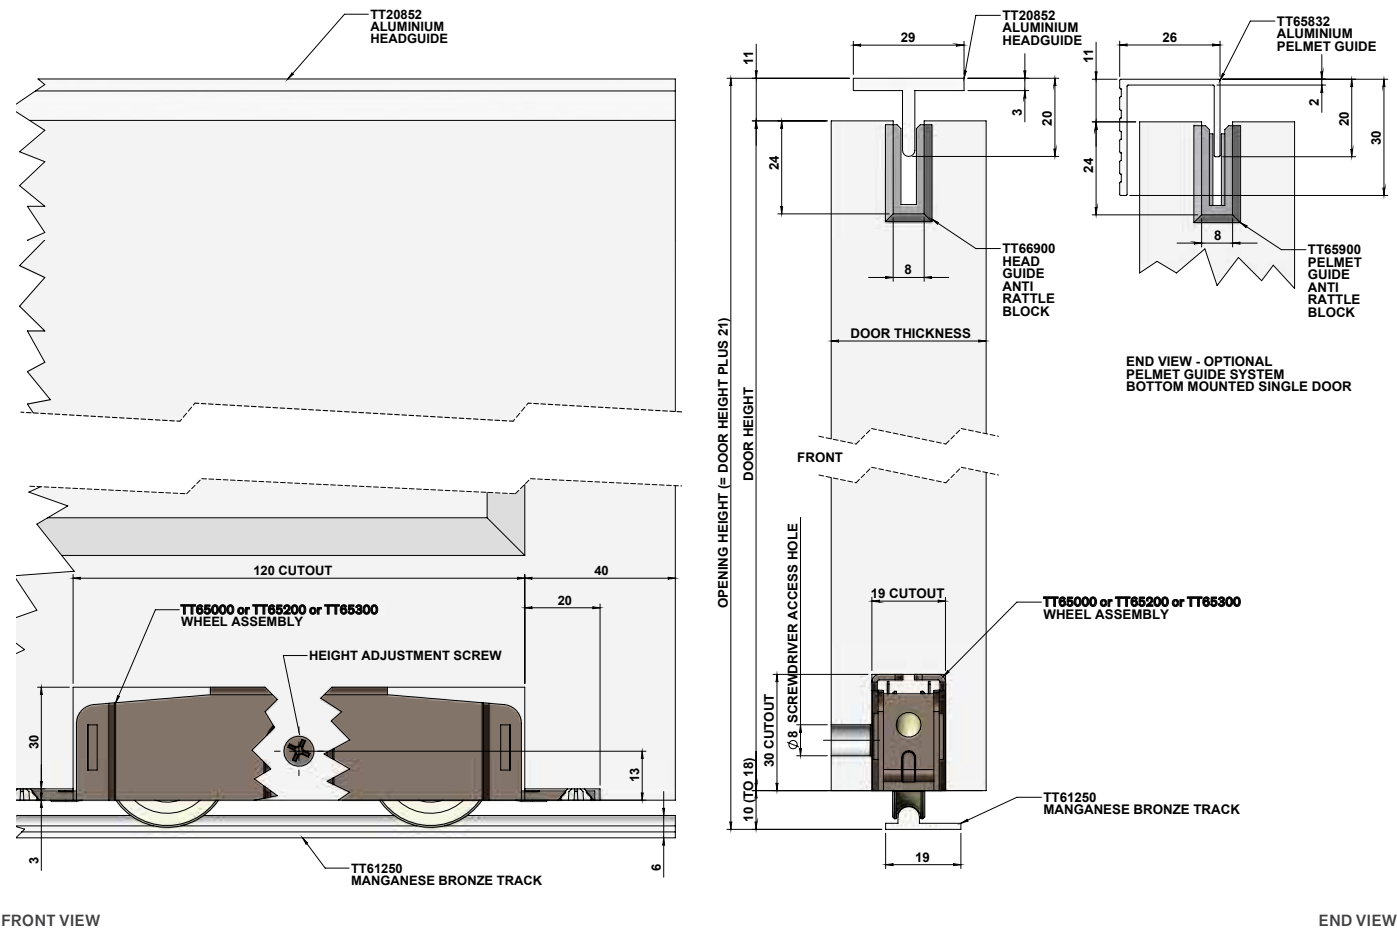 TT20852
ALUMINIUM
HEADGUIDE
120 CUTOUT
40
20
TT65000 or TT65200 or TT65300
WHEEL ASSEMBLY
HEIGHT ADJUSTMENT SCREW
30
13
3
6
TT61250
MANGANESE BRONZE TRACK
FRONT VIEW
TT20852
ALUMINIUM
HEADGUIDE
29
11
3
20
24
8
TT66900
HEAD
GUIDE
ANTI
RATTLE
BLOCK
DOOR THICKNESS
OPENING HEIGHT (= DOOR HEIGHT PLUS 21)
DOOR HEIGHT
FRONT
Ø8 SCREWDRIVER ACCESS HOLE
19 CUTOUT
30 CUTOUT
10 (TO 18)
TT65000 or TT65200 or TT65300
WHEEL ASSEMBLY
TT61250
MANGANESE BRONZE TRACK
19
TT65832
ALUMINIUM
PELMET GUIDE
26
11
2
20
30
24
8
TT65900
PELMET
GUIDE
ANTI
RATTLE
BLOCK
END VIEW - OPTIONAL
PELMET GUIDE SYSTEM
BOTTOM MOUNTED SINGLE DOOR
END VIEW